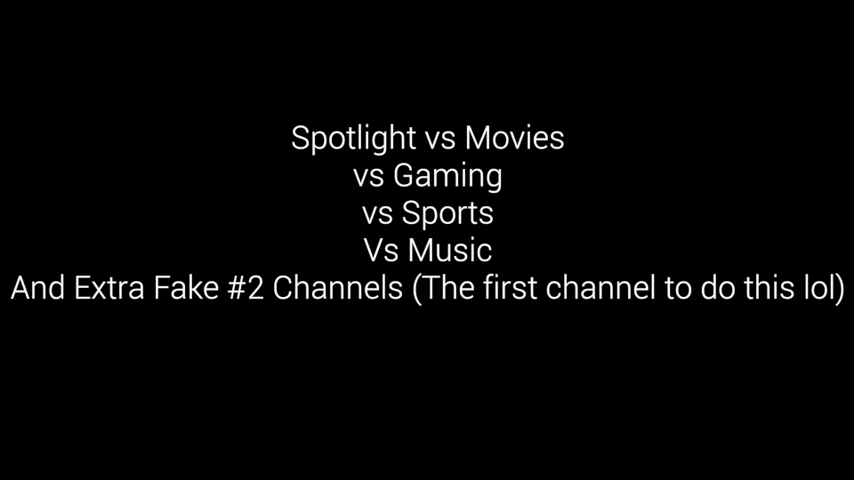 Spotlight vs Movies
vs Gaming
vs Sports
Vs Music
And Extra Fake #2 Channels (The first channel to do this lol)